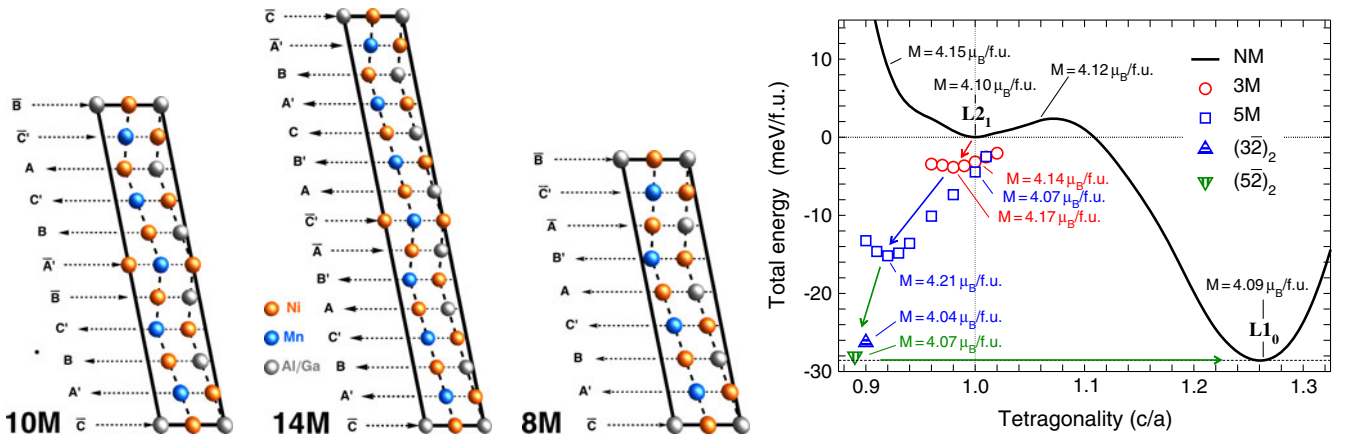 B̅
C̅'
A
C'
B
A̅'
B̅
C'
B
A'
C̅
10M
C̅
A̅'
B
A'
C
B'
A
C̅'
A̅
B'
A
C'
B
A'
C̅
14M
Ni
Mn
Al/Ga
B̅
C̅'
A̅
B'
A
C'
B
A'
C̅
8M
Total energy (meV/f.u.)
10
0
-10
-20
-30
M = 4.15 μB/f.u.
M = 4.10 μB/f.u.
L2₁
M = 4.12 μB/f.u.
NM
3M
5M
(32̅)₂
(52̅)₂
M = 4.14 μB/f.u.
M = 4.07 μB/f.u.
M = 4.17 μB/f.u.
M = 4.21 μB/f.u.
M = 4.04 μB/f.u.
M = 4.07 μB/f.u.
M = 4.09 μB/f.u.
L1₀
0.9 1.0 1.1 1.2 1.3
Tetragonality (c/a)